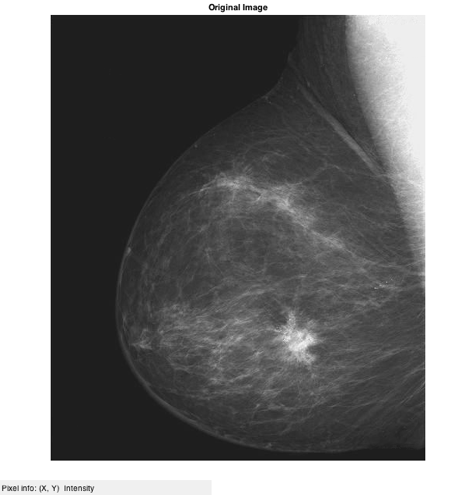 Original Image
Pixel info: (X, Y)  Intensity